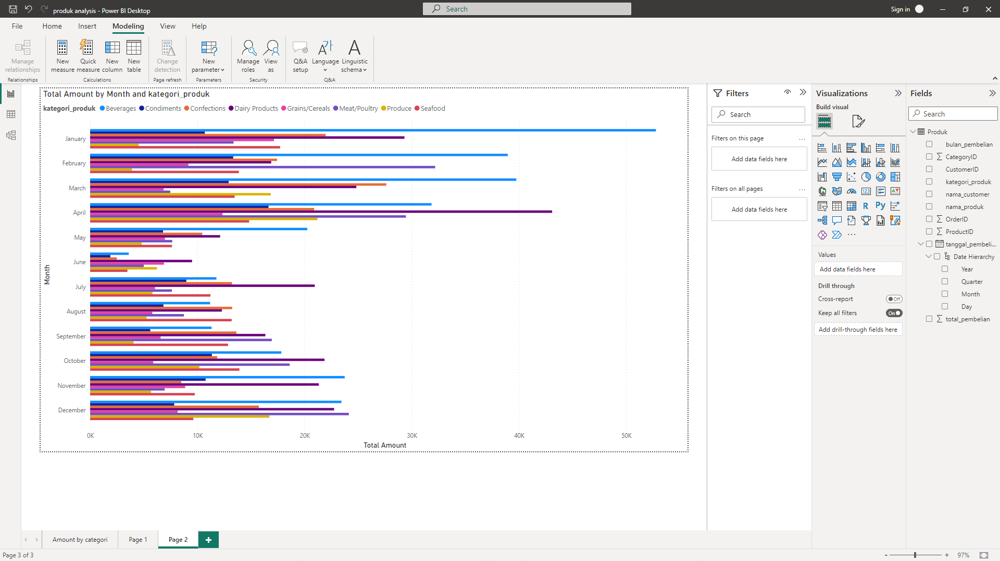 produk analysis - Power BI Desktop
Search
Sign in
File Home Insert Modeling View Help
Manage relationships
New measure
Quick measure
New column
New table
Change detection
New parameter
Manage roles
View as
Q&A setup
Language
Linguistic schema
Relationships
Calculations
Page refresh
Parameters
Security
Q&A
Total Amount by Month and kategori_produk
kategori_produk Beverages Condiments Confections Dairy Products Grains/Cereals Meat/Poultry Produce Seafood
Month
January
February
March
April
May
June
July
August
September
October
November
December
0K 10K 20K 30K 40K 50K
Total Amount
Filters
Search
Filters on this page
...
Add data fields here
Filters on all pages
...
Add data fields here
Visualizations
Build visual
123
R
Py
...
Values
Add data fields here
Drill through
Cross-report
Off
Keep all filters
On
Add drill-through fields here
Fields
Search
Produk
bulan_pembelian
∑ CategoryID
CustomerID
kategori_produk
nama_customer
nama_produk
∑ OrderID
∑ ProductID
tanggal_pembeli...
Date Hierarchy
Year
Quarter
Month
Day
∑ total_pembelian
Amount by categori
Page 1
Page 2
+
Page 3 of 3
- + 97%